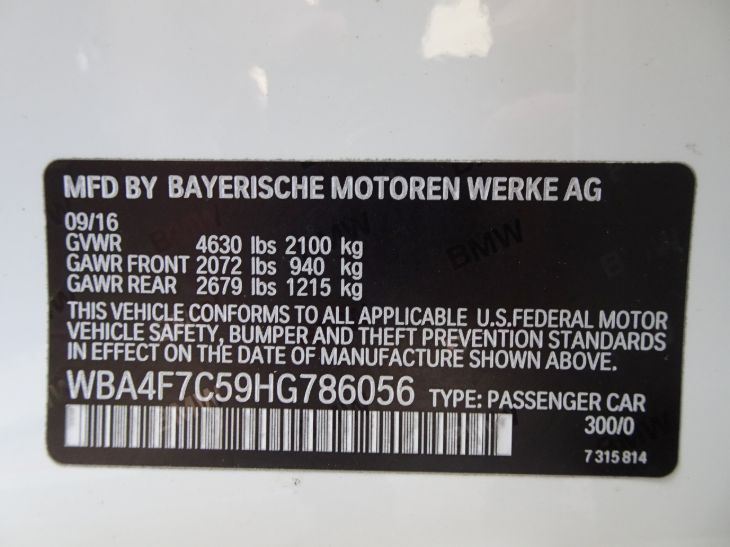 MFD BY BAYERISCHE MOTOREN WERKE AG
09/16
GVWR 4630 lbs 2100 kg
GAWR FRONT 2072 lbs 940 kg
GAWR REAR 2679 lbs 1215 kg
THIS VEHICLE CONFORMS TO ALL APPLICABLE U.S.FEDERAL MOTOR
VEHICLE SAFETY, BUMPER AND THEFT PREVENTION STANDARDS
IN EFFECT ON THE DATE OF MANUFACTURE SHOWN ABOVE.
WBA4F7C59HG786056 TYPE: PASSENGER CAR
300/0
7 315 814
BMW